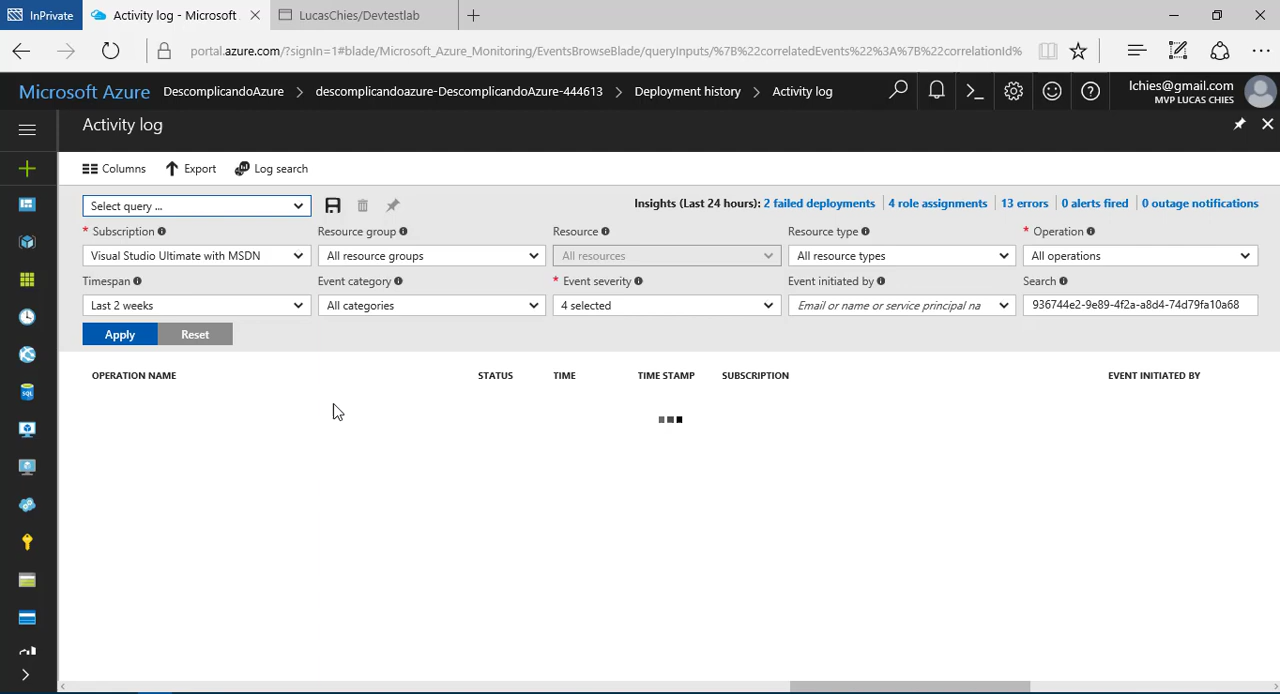 InPrivate
Activity log - Microsoft
LucasChies/Devtestlab
portal.azure.com/?signIn=1#blade/Microsoft_Azure_Monitoring/EventsBrowseBlade/queryInputs/%7B%22correlatedEvents%22%3A%7B%22correlationId%
Microsoft Azure DescomplicandoAzure > descomplicandoazure-DescomplicandoAzure-444613 > Deployment history > Activity log
lchies@gmail.com
MVP LUCAS CHIES
Activity log
Columns Export Log search
Select query ...
Insights (Last 24 hours): 2 failed deployments 4 role assignments 13 errors 0 alerts fired 0 outage notifications
* Subscription Resource group Resource Resource type * Operation
Visual Studio Ultimate with MSDN All resource groups All resources All resource types All operations
Timespan Event category * Event severity Event initiated by Search
Last 2 weeks All categories 4 selected Email or name or service principal na 936744e2-9e89-4f2a-a8d4-74d79fa10a68
Apply Reset
OPERATION NAME STATUS TIME TIME STAMP SUBSCRIPTION EVENT INITIATED BY
SQL